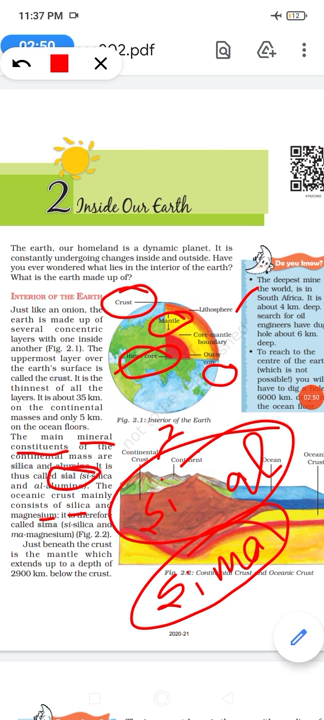 11:37 PM
12
02:50
02.pdf
2 Inside Our Earth
The earth, our homeland is a dynamic planet. It is
constantly undergoing changes inside and outside. Have
you ever wondered what lies in the interior of the earth?
What is the earth made up of?
INTERIOR OF THE EARTH
Just like an onion, the
earth is made up of
several concentric
layers with one inside
another (Fig. 2.1). The
uppermost layer over
the earth's surface is
called the crust. It is the
thinnest of all the
layers. It is about 35 km.
on the continental
masses and only 5 km.
on the ocean floors.
The main mineral
constituents of the
continental mass are
silica and alumina. It is
thus called sial (si-silica
and al-alumina). The
oceanic crust mainly
consists of silica and
magnesium; it is therefore
called sima (si-silica and
ma-magnesium) (Fig. 2.2).
Just beneath the crust
is the mantle which
extends up to a depth of
2900 km. below the crust.
Crust
Lithosphere
Mantle
Core mantle
boundary
Inner core
Outer
core
Fig. 2.1: Interior of the Earth
Do you know?
• The deepest mine
the world, is in
South Africa. It is
about 4 km. deep.
search for oil
engineers have dug
hole about 6 km.
deep.
• To reach to the
centre of the earth
(which is not
possible!) you will
have to dig a hole
02:50
the ocean floor
Continental
Crust
Continent
Ocean
Oceanic
Crust
si al
si ma
Fig. 2.2: Continental Crust and Oceanic Crust
2020-21